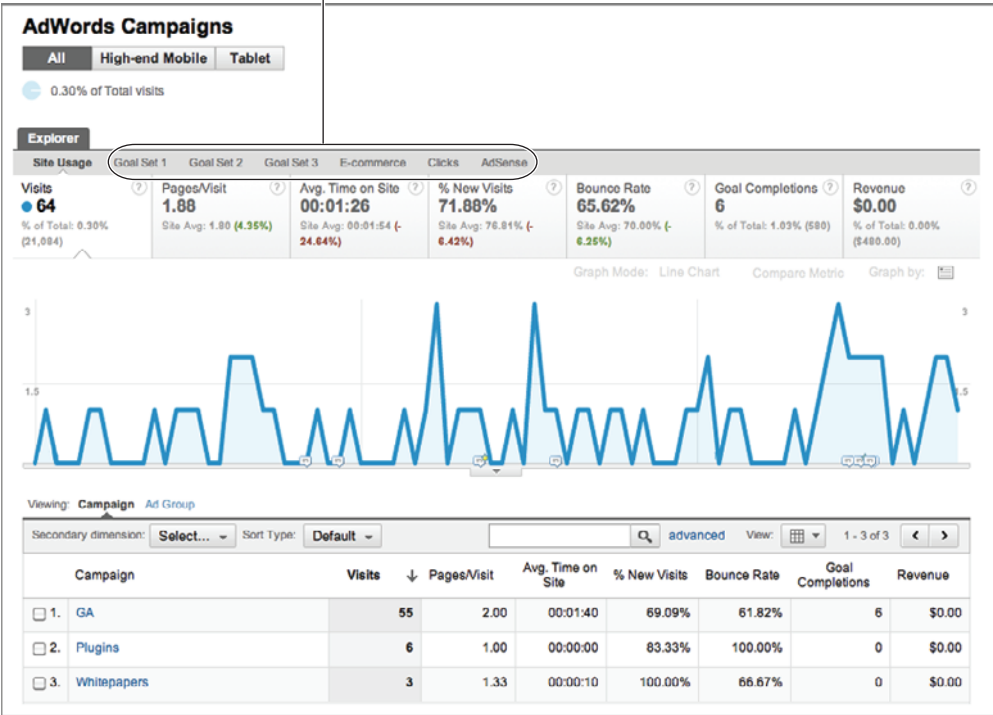 AdWords Campaigns
All High-end Mobile Tablet
0.30% of Total visits
Explorer
Site Usage Goal Set 1 Goal Set 2 Goal Set 3 E-commerce Clicks AdSense
Visits ? Pages/Visit ? Avg. Time on Site ? % New Visits ? Bounce Rate ? Goal Completions ? Revenue ?
64 1.88 00:01:26 71.88% 65.62% 6 $0.00
% of Total: 0.30% Site Avg: 1.80 (4.35%) Site Avg: 00:01:54 (- Site Avg: 76.81% (- Site Avg: 70.00% (- % of Total: 1.03% (580) % of Total: 0.00%
(21,084) 24.64%) 6.42%) 6.25%) ($480.00)
Graph Mode: Line Chart Compare Metric Graph by:
3 3
1.5 1.5
Viewing: Campaign Ad Group
Secondary dimension: Select... Sort Type: Default advanced View: 1 - 3 of 3
Campaign Visits Pages/Visit Avg. Time on Site % New Visits Bounce Rate Goal Completions Revenue
1. GA 55 2.00 00:01:40 69.09% 61.82% 6 $0.00
2. Plugins 6 1.00 00:00:00 83.33% 100.00% 0 $0.00
3. Whitepapers 3 1.33 00:00:10 100.00% 66.67% 0 $0.00